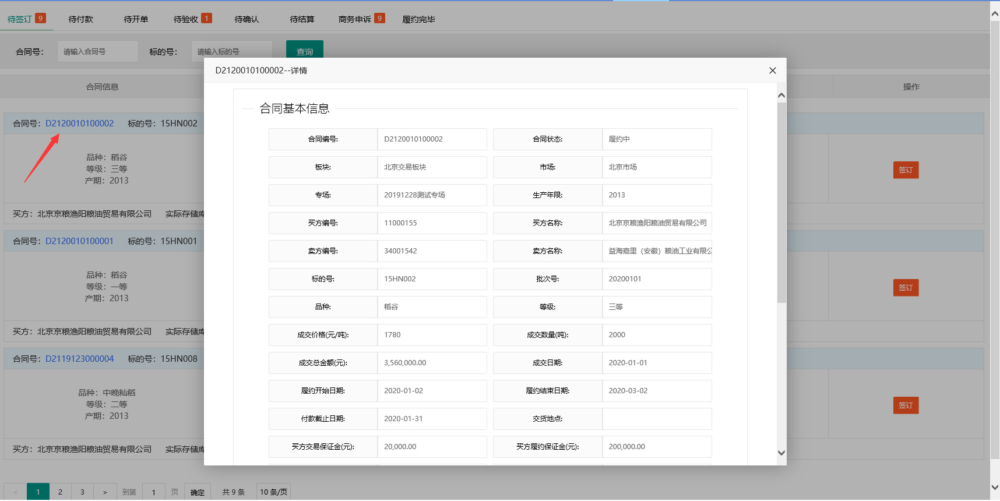 待签订 9 待付款 待开单 待验收 1 待确认 待结算 商务申诉 9 履约完毕
合同号： 请输入合同号 标的号： 请输入标的号 查询
合同信息 操作
合同号：D2120010100002 标的号：15HN002
品种：稻谷
等级：三等
产期：2013
签订
买方：北京京粮渔阳粮油贸易有限公司 实际存储库
合同号：D2120010100001 标的号：15HN001
品种：稻谷
等级：一等
产期：2013
签订
买方：北京京粮渔阳粮油贸易有限公司 实际存储库
合同号：D2119123000004 标的号：15HN008
品种：中晚籼稻
等级：二等
产期：2013
签订
买方：北京京粮渔阳粮油贸易有限公司 实际存储库
< 1 2 3 > 到第 1 页 确定 共 9 条 10 条/页
D2120010100002--详情
合同基本信息
合同编号: D2120010100002 合同状态: 履约中
板块: 北京交易板块 市场: 北京市场
专场: 20191228测试专场 生产年限: 2013
买方编号: 11000155 买方名称: 北京京粮渔阳粮油贸易有限公司
卖方编号: 34001542 卖方名称: 益海嘉里（安徽）粮油工业有限公
标的号: 15HN002 批次号: 20200101
品种: 稻谷 等级: 三等
成交价格(元/吨): 1780 成交数量(吨): 2000
成交总金额(元): 3,560,000.00 成交日期: 2020-01-01
履约开始日期: 2020-01-02 履约结束日期: 2020-03-02
付款截止日期: 2020-01-31 交货地点:
买方交易保证金(元): 20,000.00 买方履约保证金(元): 200,000.00